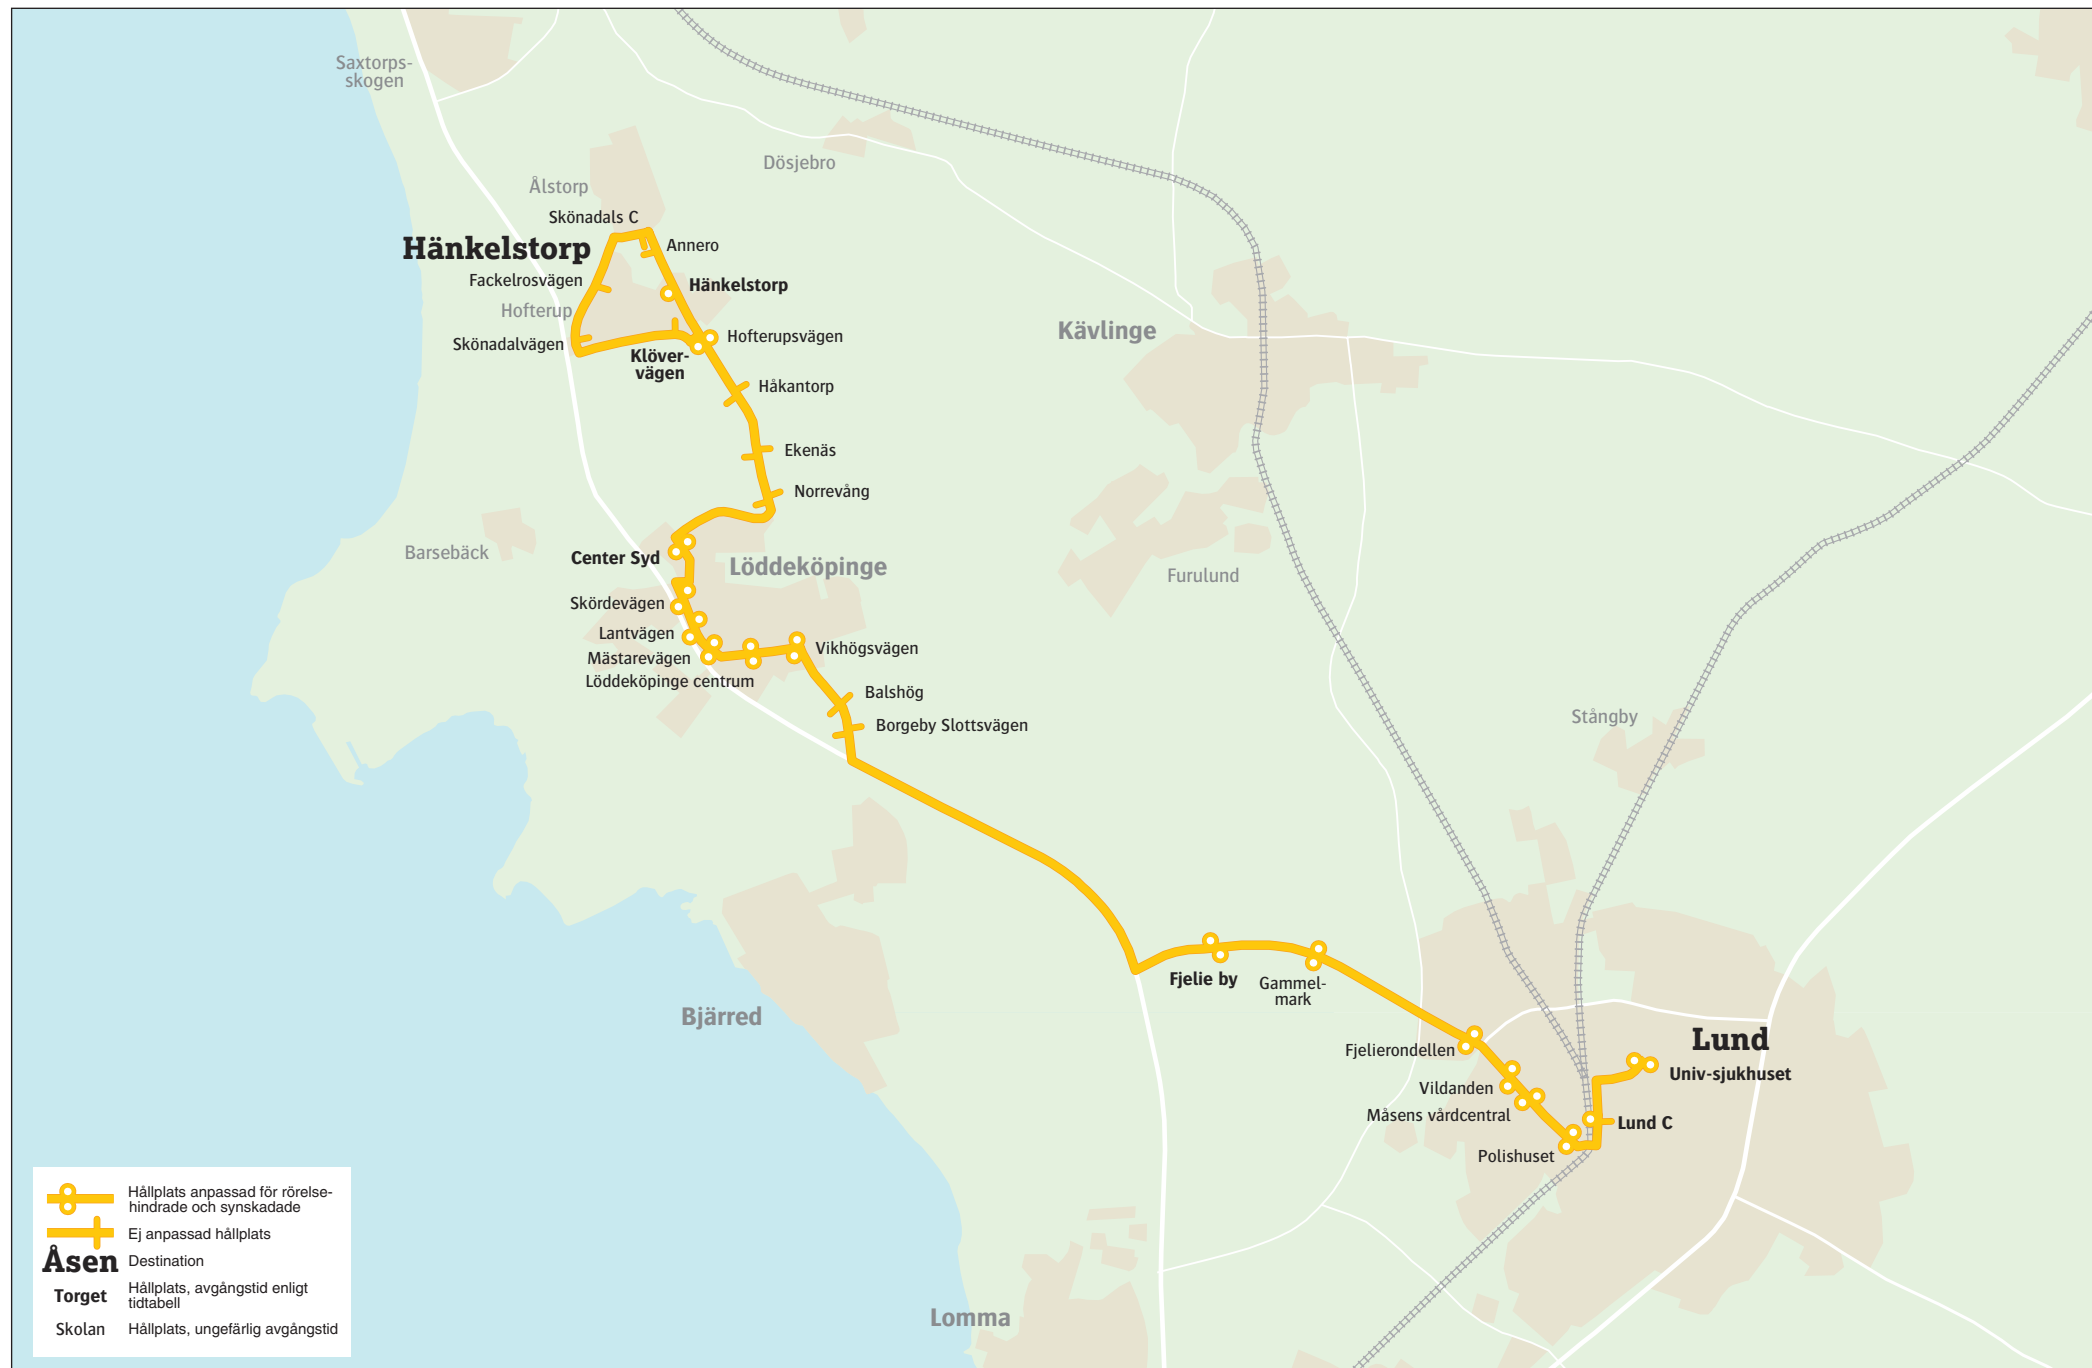 Saxtorps-
skogen
Dösjebro
Ålstorp
Skönadals C
Hänkelstorp
Annero
Fackelrosvägen
Hänkelstorp
Hofterup
Skönadalvägen
Klöver-
vägen
Hofterupsvägen
Kävlinge
Håkantorp
Ekenäs
Norrevång
Barsebäck
Center Syd
Löddeköpinge
Furulund
Skördevägen
Lantvägen
Mästarevägen
Vikhögsvägen
Löddeköpinge centrum
Balshög
Borgeby Slottsvägen
Stångby
Fjelie by
Gammel-
mark
Bjärred
Fjelierondellen
Lund
Univ-sjukhuset
Vildanden
Måsens vårdcentral
Lund C
Polishuset
Lomma
Hållplats anpassad för rörelse-
hindrade och synskadade
Ej anpassad hållplats
Åsen Destination
Torget Hållplats, avgångstid enligt
tidtabell
Skolan Hållplats, ungefärlig avgångstid